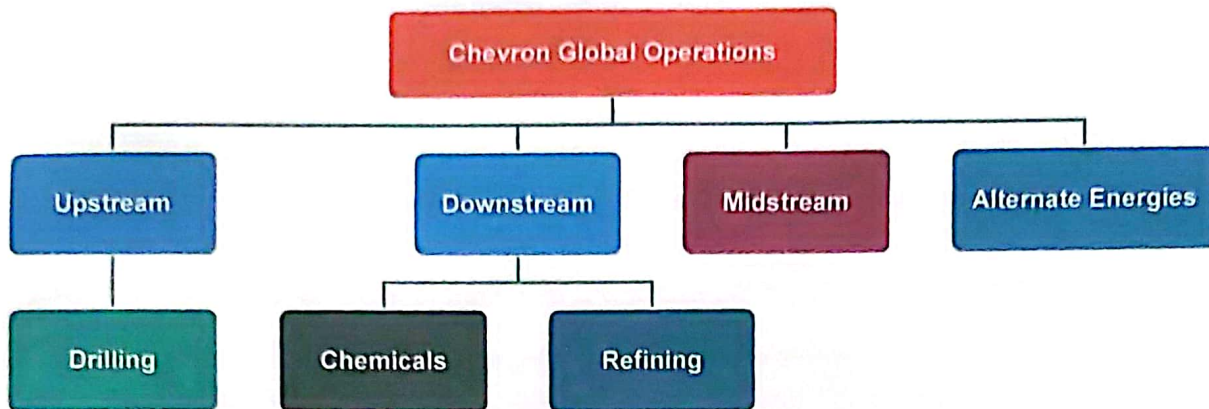 Chevron Global Operations
Upstream
Downstream
Midstream
Alternate Energies
Drilling
Chemicals
Refining